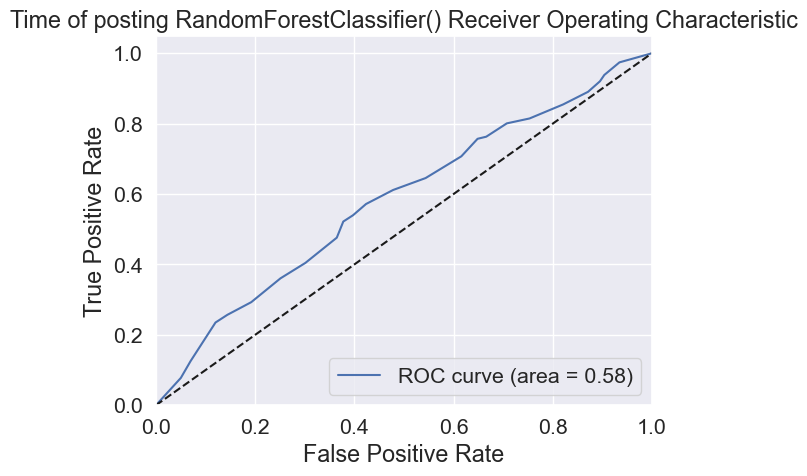 Time of posting RandomForestClassifier() Receiver Operating Characteristic
1.0
0.8
0.6
0.4
0.2
0.0
True Positive Rate
ROC curve (area = 0.58)
0.0 0.2 0.4 0.6 0.8 1.0
False Positive Rate